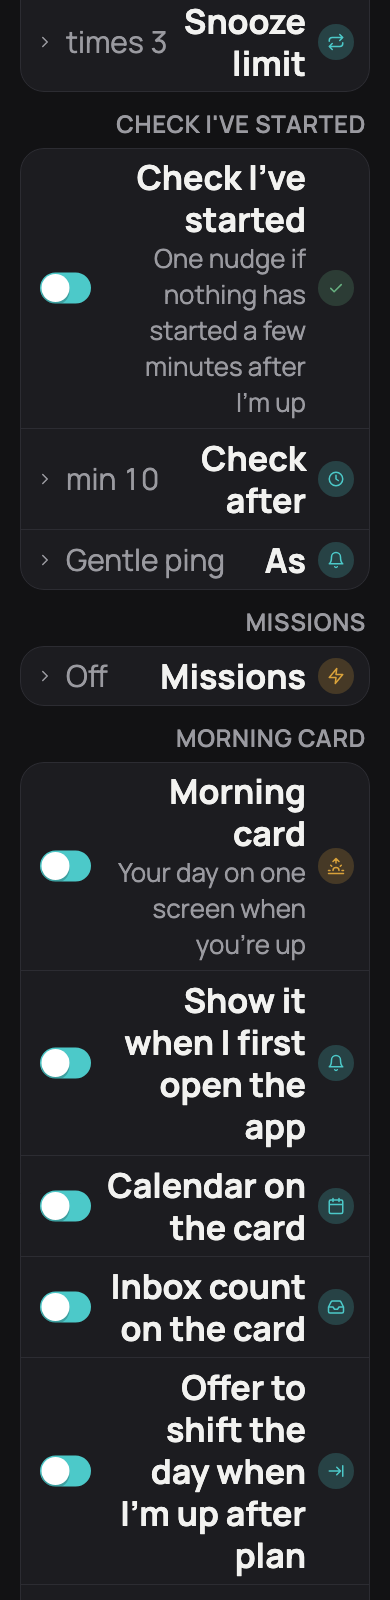 Snooze
limit
times 3
CHECK I'VE STARTED
Check I've
started
One nudge if
nothing has
started a few
minutes after
I'm up
Check
after
min 10
As
Gentle ping
MISSIONS
Missions
Off
MORNING CARD
Morning
card
Your day on one
screen when
you're up
Show it
when I first
open the
app
Calendar on
the card
Inbox count
on the card
Offer to
shift the
day when
I'm up after
plan